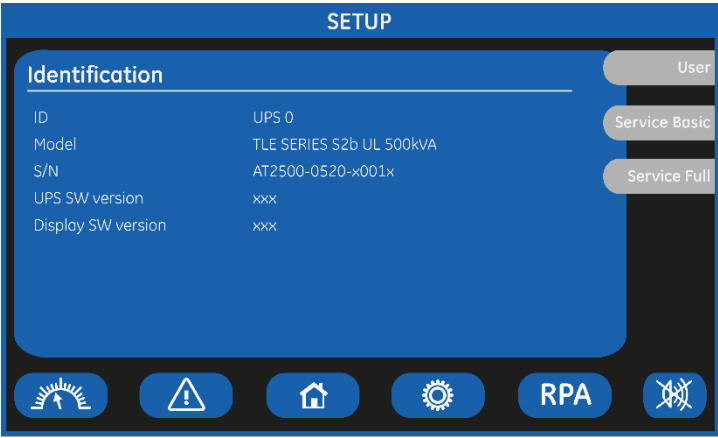 SETUP
Identification
User
ID UPS 0
Service Basic
Model TLE SERIES S2b UL 500kVA
S/N AT2500-0520-x001x
Service Full
UPS SW version xxx
Display SW version xxx
RPA